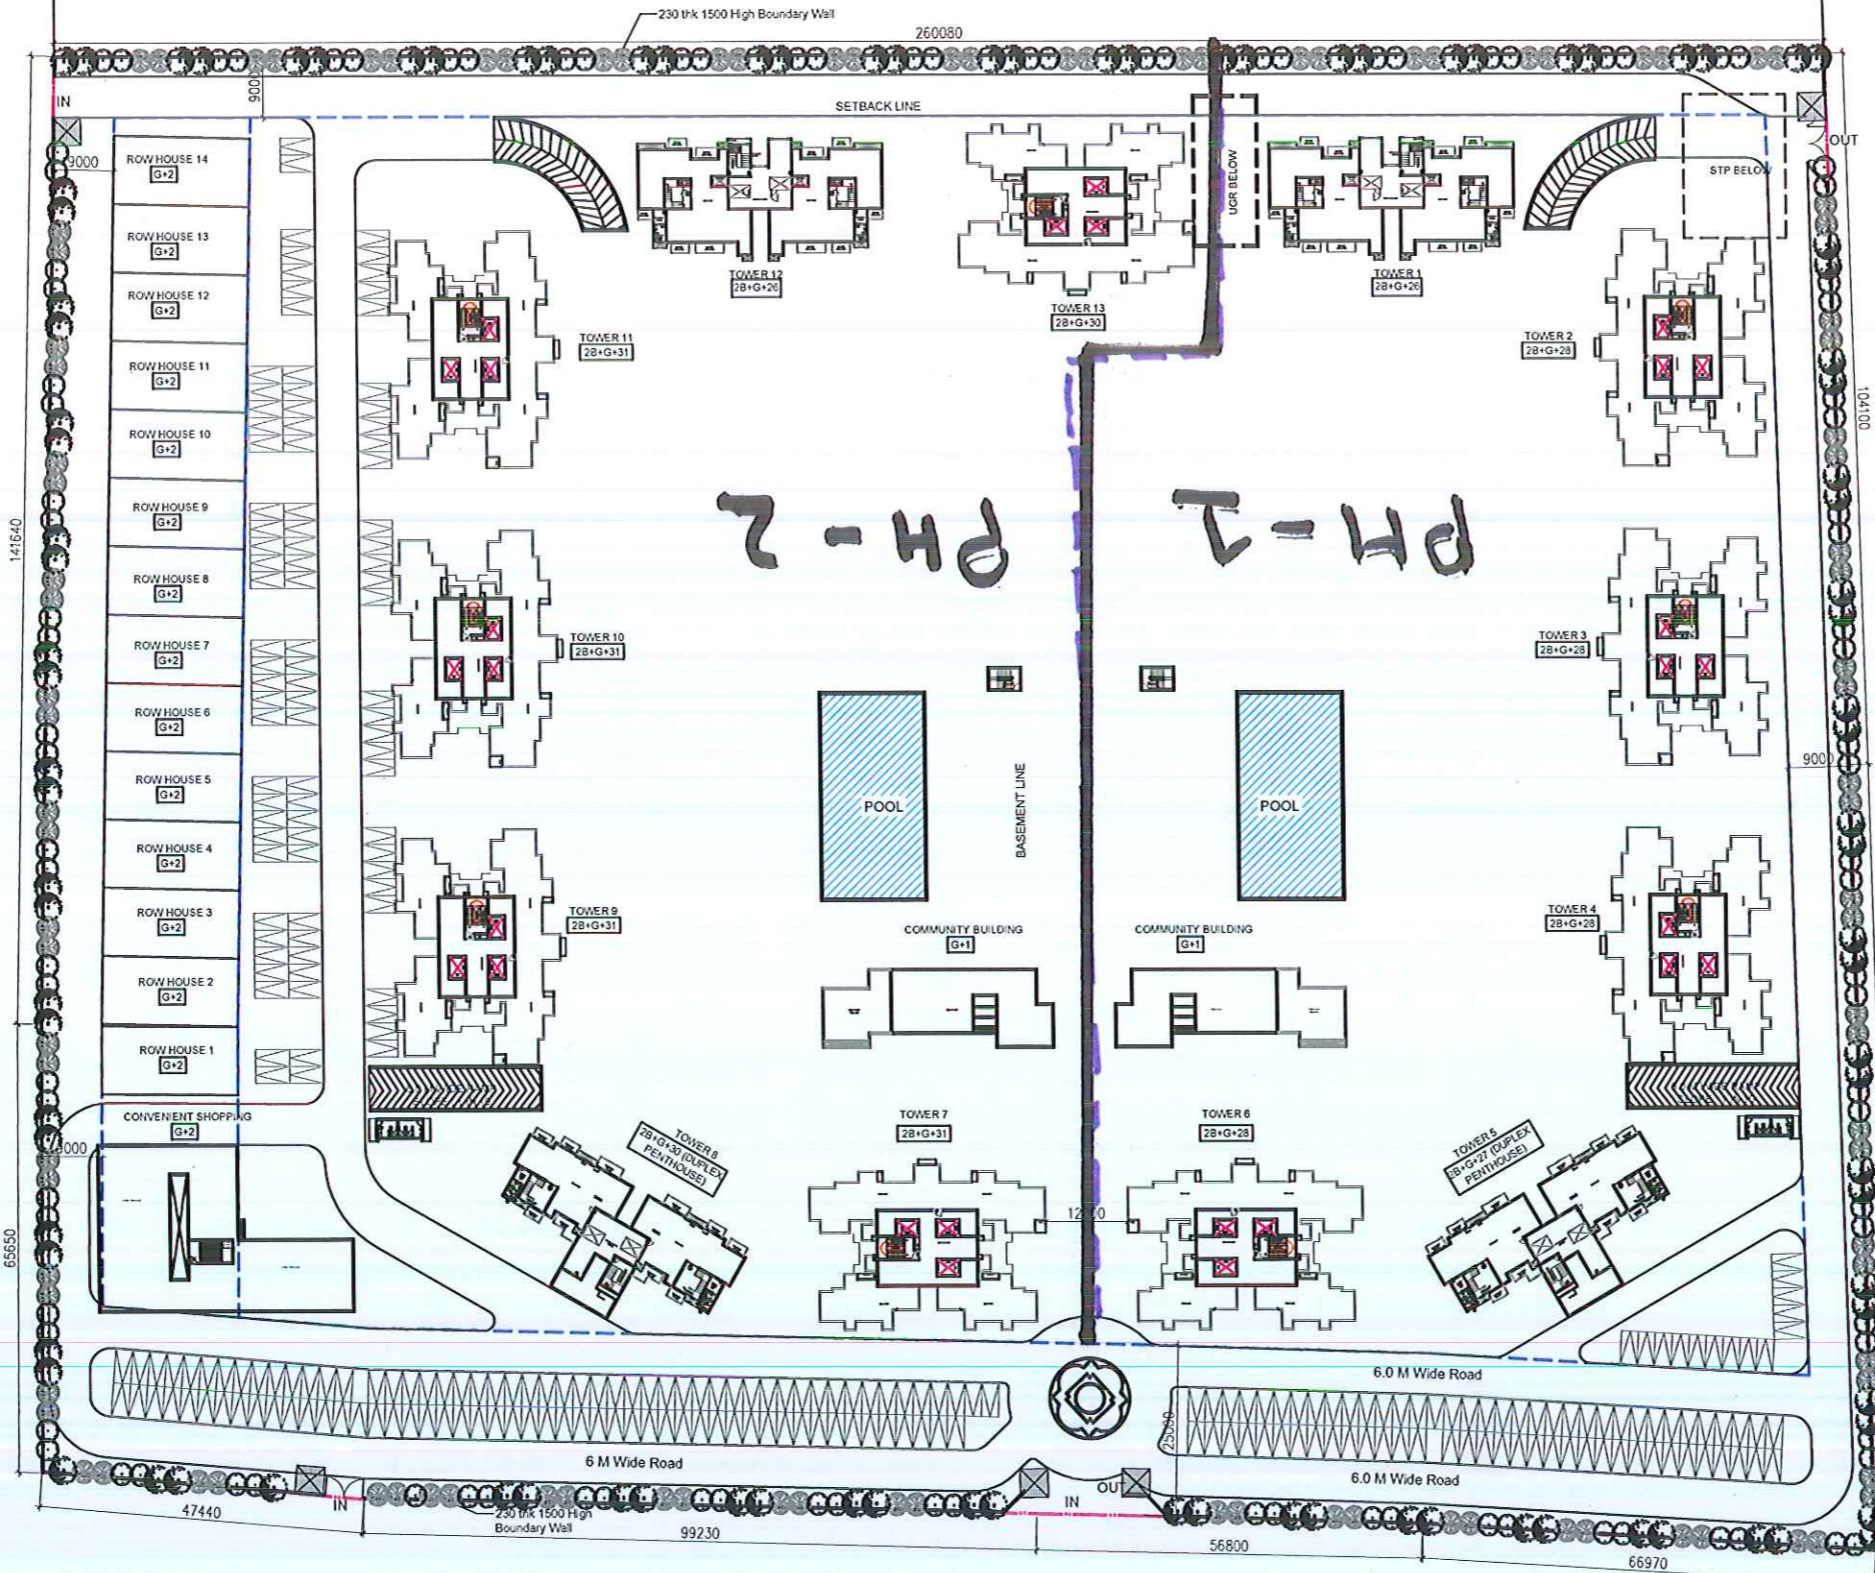 230 thk 1500 High Boundary Wall
260080
IN
9000
SETBACK LINE
OUT
9000
ROW HOUSE 14
G+2
STP BELOW
UGR BELOW
ROW HOUSE 13
G+2
TOWER 12
2B+G+26
TOWER 1
2B+G+26
ROW HOUSE 12
G+2
TOWER 13
2B+G+30
TOWER 11
2B+G+31
TOWER 2
2B+G+28
ROW HOUSE 11
G+2
104100
ROW HOUSE 10
G+2
PH-2
PH-1
ROW HOUSE 9
G+2
141640
ROW HOUSE 8
G+2
ROW HOUSE 7
G+2
TOWER 10
2B+G+31
TOWER 3
2B+G+28
ROW HOUSE 6
G+2
ROW HOUSE 5
G+2
9000
POOL
BASEMENT LINE
POOL
ROW HOUSE 4
G+2
ROW HOUSE 3
G+2
TOWER 9
2B+G+31
COMMUNITY BUILDING
G+1
COMMUNITY BUILDING
G+1
TOWER 4
2B+G+28
ROW HOUSE 2
G+2
ROW HOUSE 1
G+2
CONVENIENT SHOPPING
G+2
TOWER 8
2B+G+30 (DUPLEX
PENTHOUSE)
TOWER 7
2B+G+31
TOWER 6
2B+G+28
TOWER 5
2B+G+27 (DUPLEX
PENTHOUSE)
65650
6.0 M Wide Road
6 M Wide Road
6.0 M Wide Road
IN
IN
OUT
47440
230 thk 1500 High
Boundary Wall
99230
56800
66970